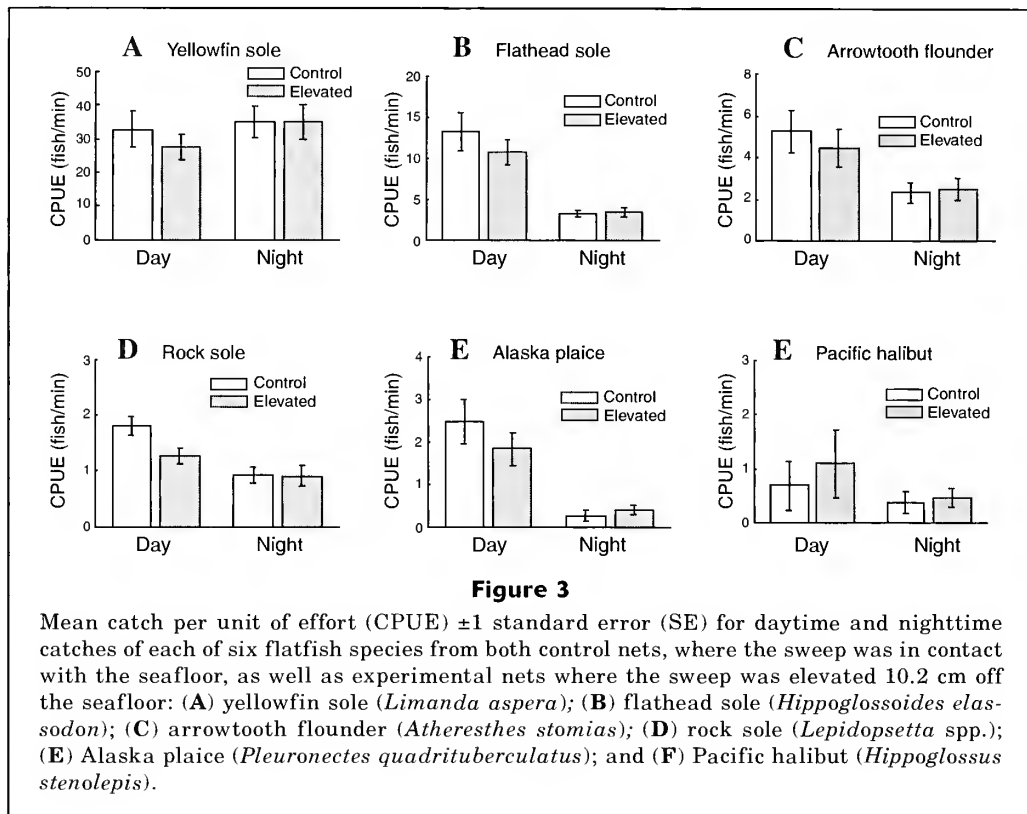 A Yellowfin sole
Control
Elevated
CPUE (fish/min)
50
40
30
20
10
0
Day Night
B Flathead sole
Control
Elevated
CPUE (fish/min)
20
15
10
5
0
Day Night
C Arrowtooth flounder
Control
Elevated
CPUE (fish/min)
8
6
4
2
0
Day Night
D Rock sole
Control
Elevated
CPUE (fish/min)
3
2
1
0
Day Night
E Alaska plaice
Control
Elevated
CPUE (fish/min)
4
3
2
1
0
Day Night
E Pacific halibut
Control
Elevated
CPUE (fish/min)
3
2
1
0
Day Night
Figure 3
Mean catch per unit of effort (CPUE) ±1 standard error (SE) for daytime and nighttime
catches of each of six flatfish species from both control nets, where the sweep was in contact
with the seafloor, as well as experimental nets where the sweep was elevated 10.2 cm off
the seafloor: (A) yellowfin sole (Limanda aspera); (B) flathead sole (Hippoglossoides elas-
sodon); (C) arrowtooth flounder (Atheresthes stomias); (D) rock sole (Lepidopsetta spp.);
(E) Alaska plaice (Pleuronectes quadrituberculatus); and (F) Pacific halibut (Hippoglossus
stenolepis).